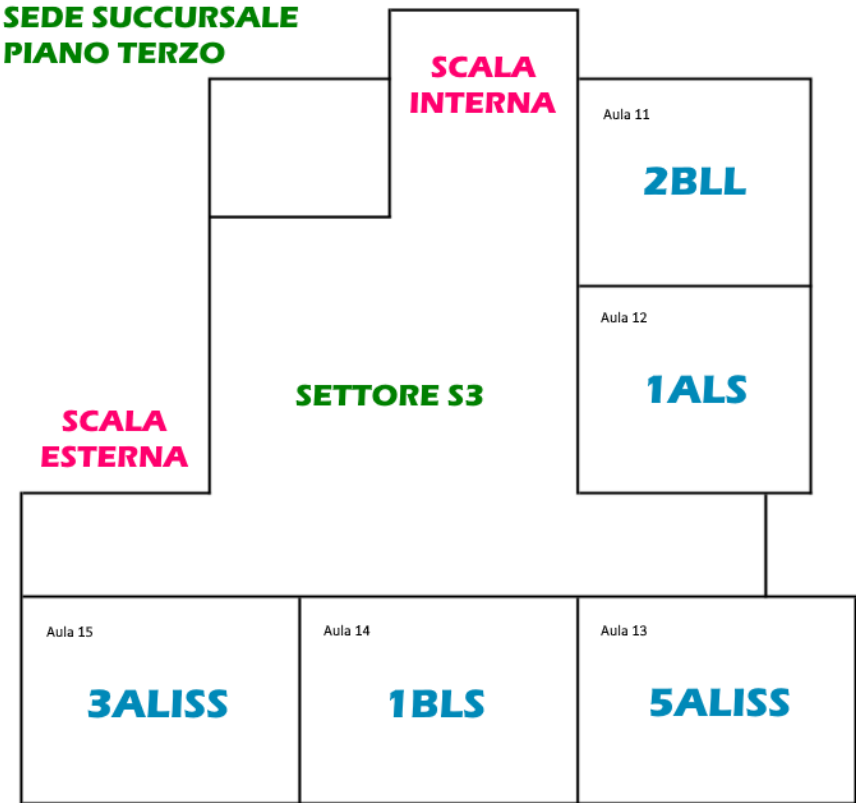 SEDE SUCCURSALE
PIANO TERZO
SCALA
INTERNA
Aula 11
2BLL
Aula 12
1ALS
SETTORE S3
SCALA
ESTERNA
Aula 15
3ALISS
Aula 14
1BLS
Aula 13
5ALISS